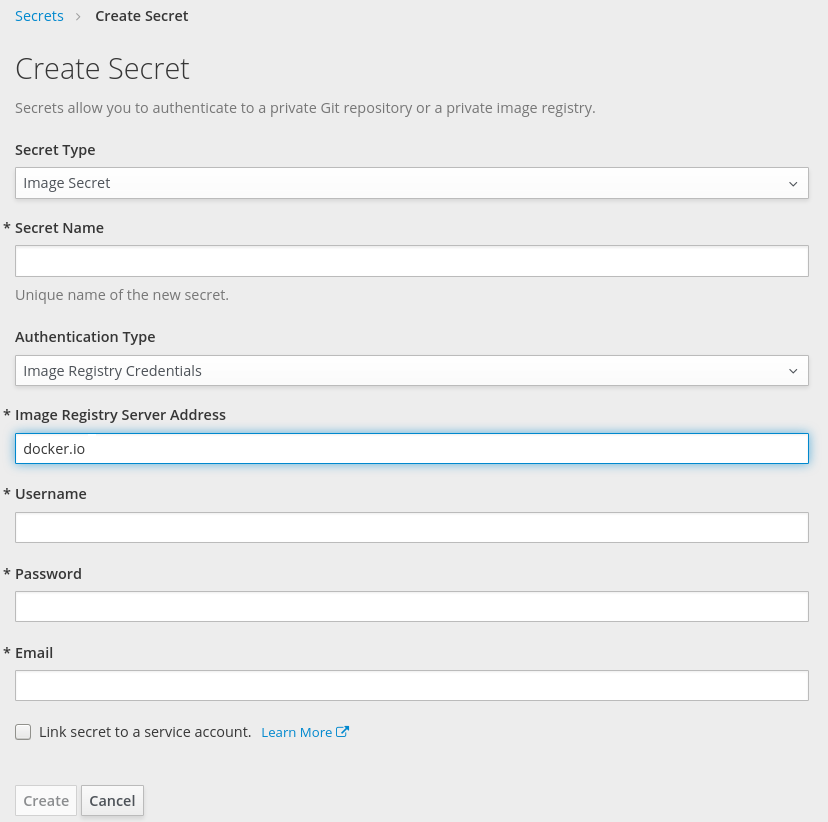 Secrets > Create Secret
Create Secret
Secrets allow you to authenticate to a private Git repository or a private image registry.
Secret Type
Image Secret
* Secret Name
Unique name of the new secret.
Authentication Type
Image Registry Credentials
* Image Registry Server Address
docker.io
* Username
* Password
* Email
Link secret to a service account. Learn More
Create Cancel